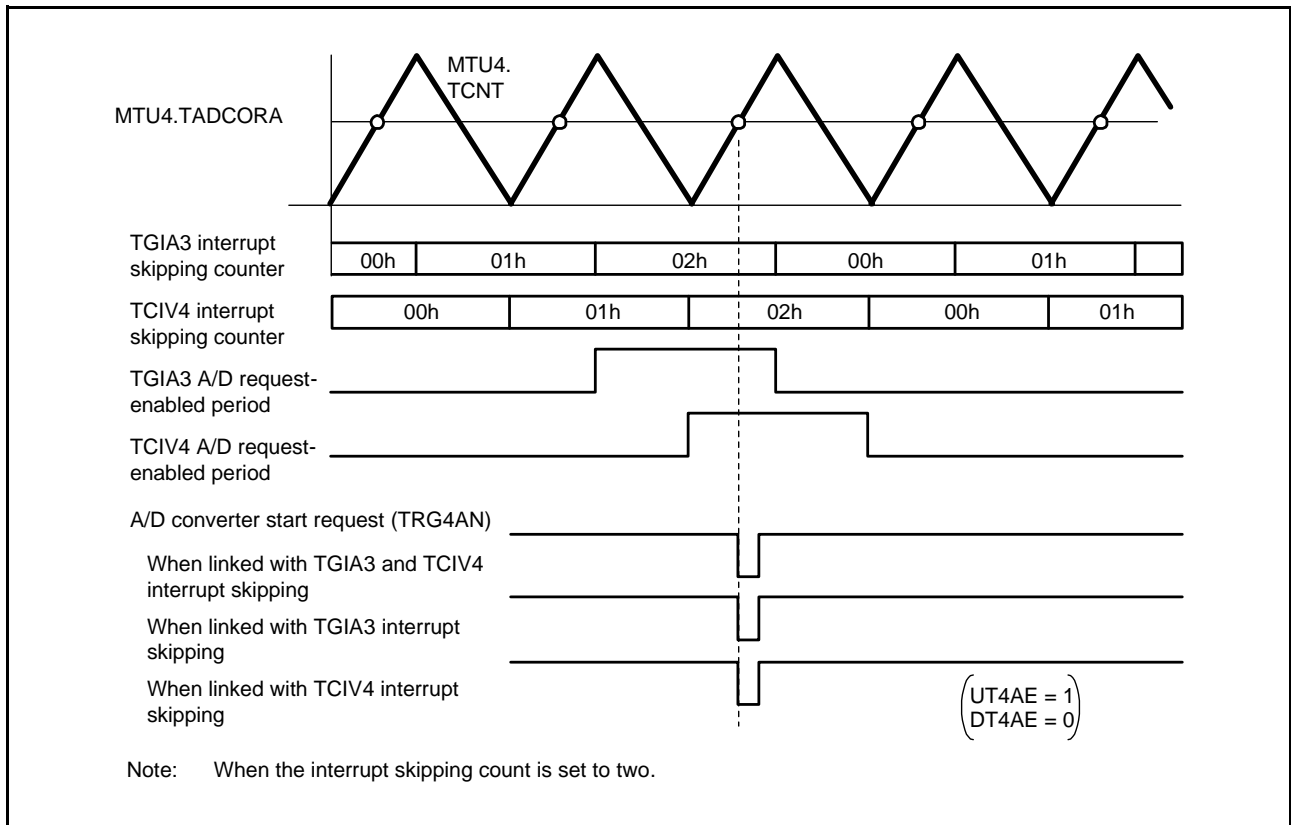 MTU4.
TCNT
MTU4.TADCORA
TGIA3 interrupt
skipping counter
00h 01h 02h 00h 01h
TCIV4 interrupt
skipping counter
00h 01h 02h 00h 01h
TGIA3 A/D request-
enabled period
TCIV4 A/D request-
enabled period
A/D converter start request (TRG4AN)
When linked with TGIA3 and TCIV4
interrupt skipping
When linked with TGIA3 interrupt
skipping
When linked with TCIV4 interrupt
skipping
UT4AE = 1
DT4AE = 0
Note: When the interrupt skipping count is set to two.